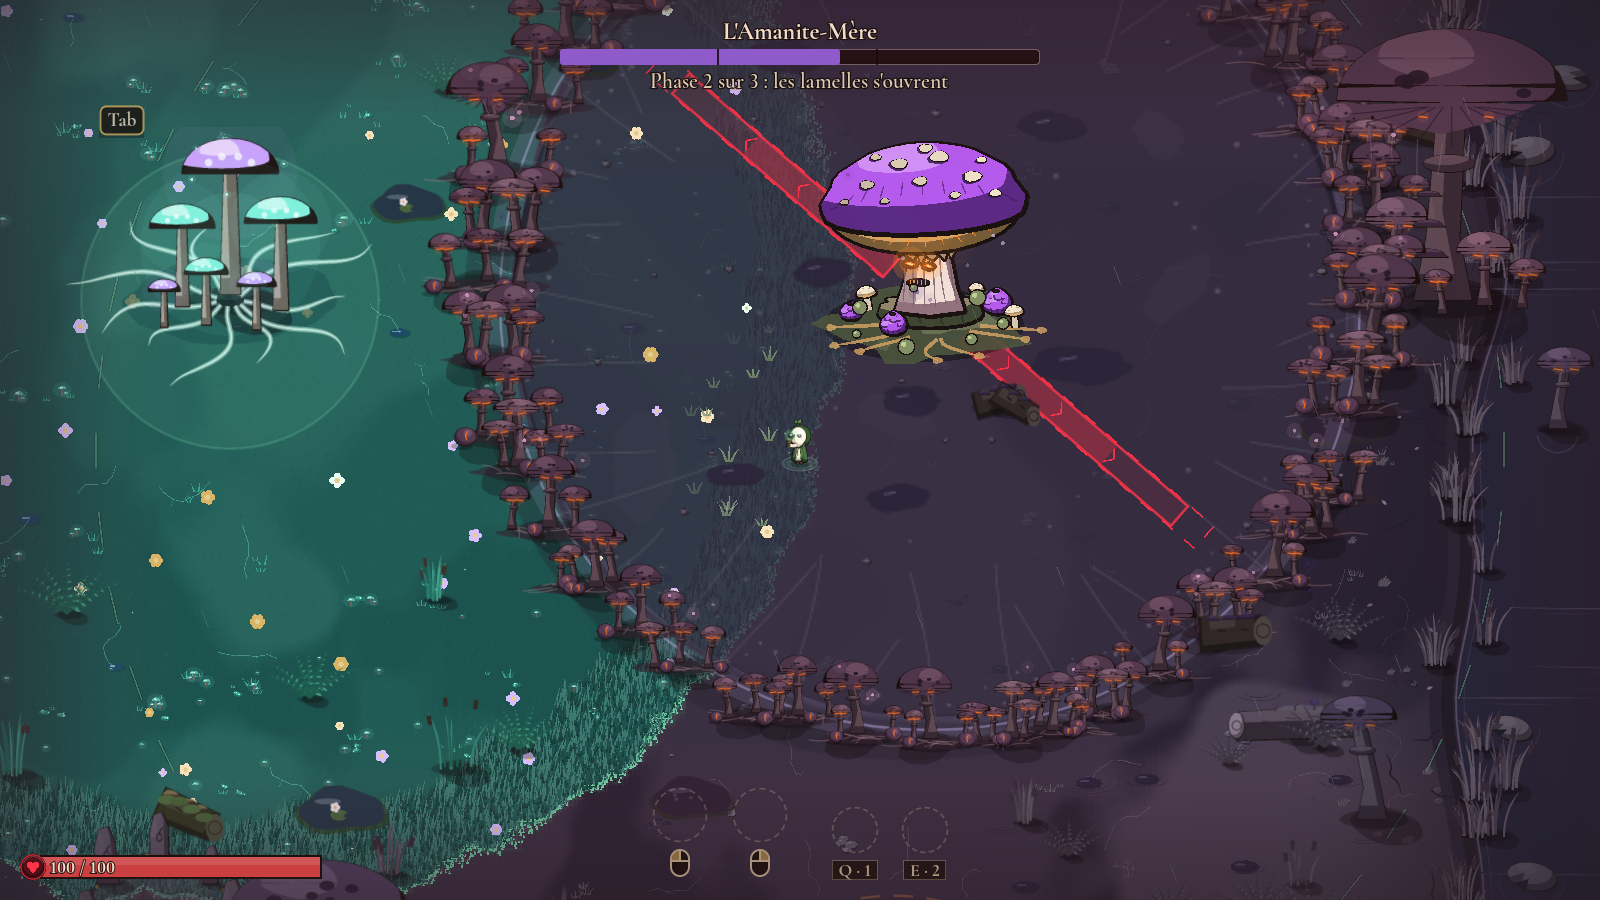 L'Amanite-Mère
Phase 2 sur 3 : les lamelles s'ouvrent
Tab
100 / 100
Q · 1
E · 2